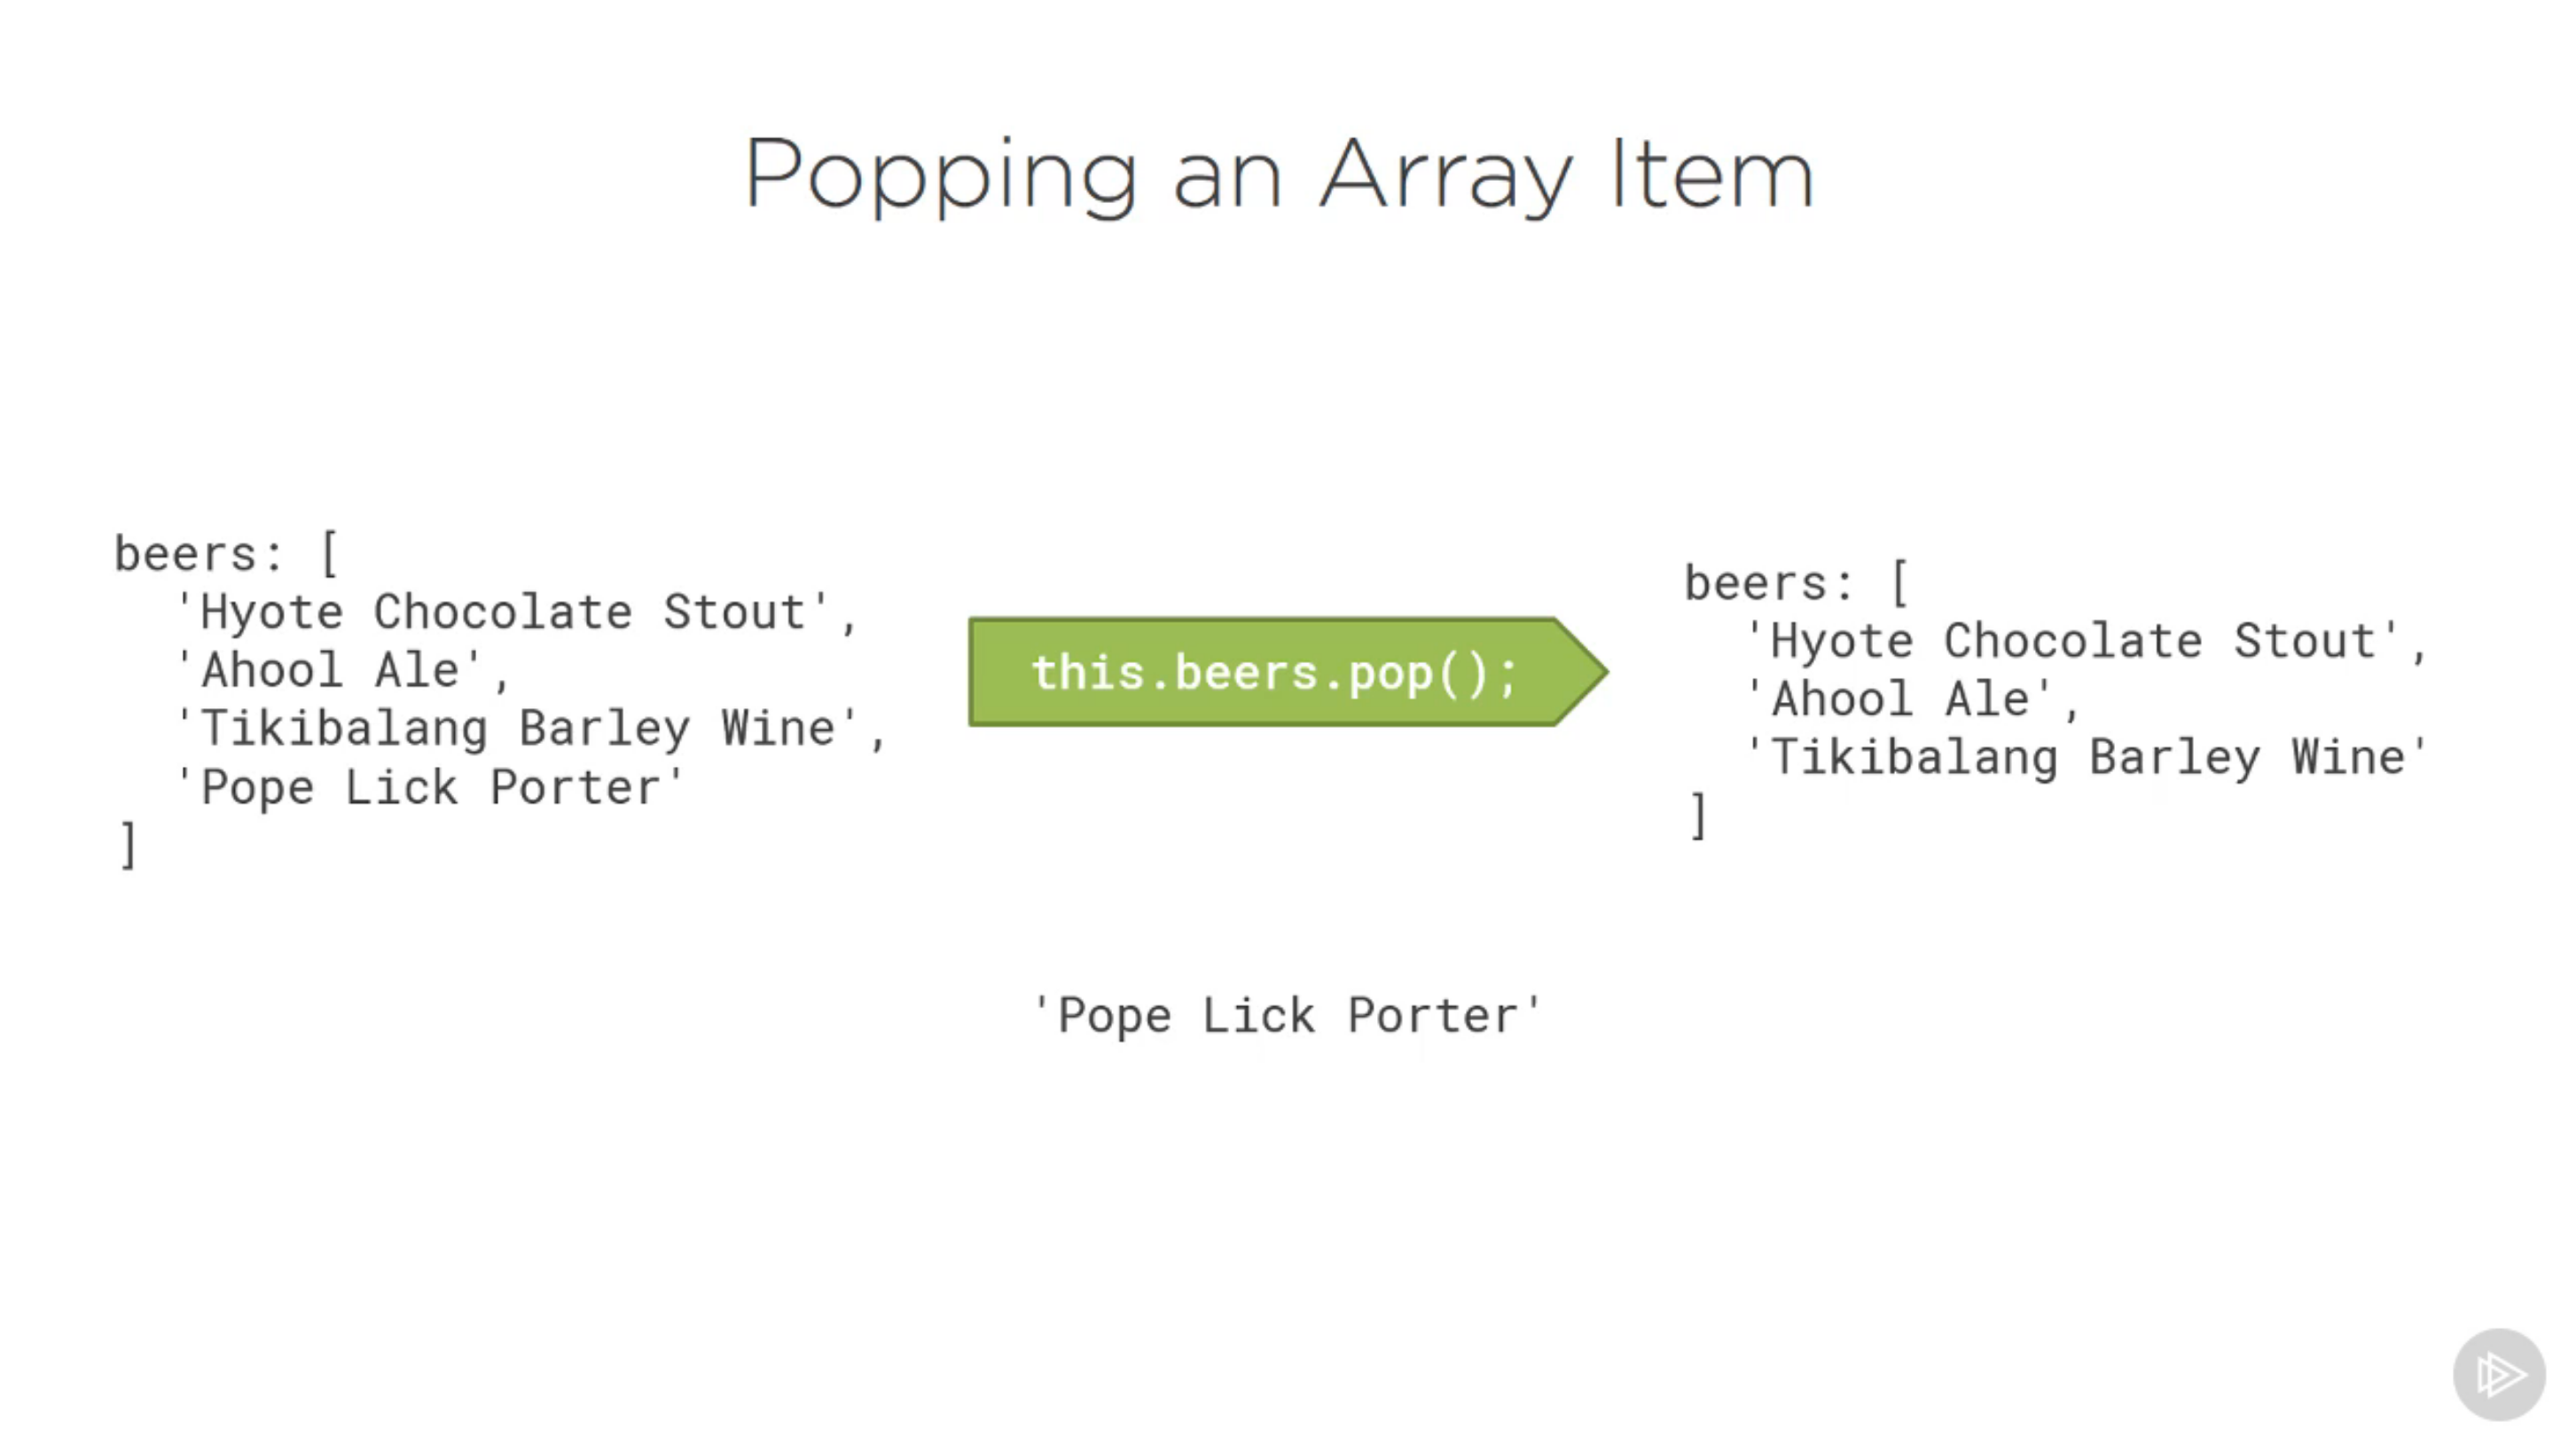 Popping an Array Item
beers: [
'Hyote Chocolate Stout',
'Ahool Ale',
'Tikibalang Barley Wine',
'Pope Lick Porter'
]
this.beers.pop();
beers: [
'Hyote Chocolate Stout',
'Ahool Ale',
'Tikibalang Barley Wine'
]
'Pope Lick Porter'